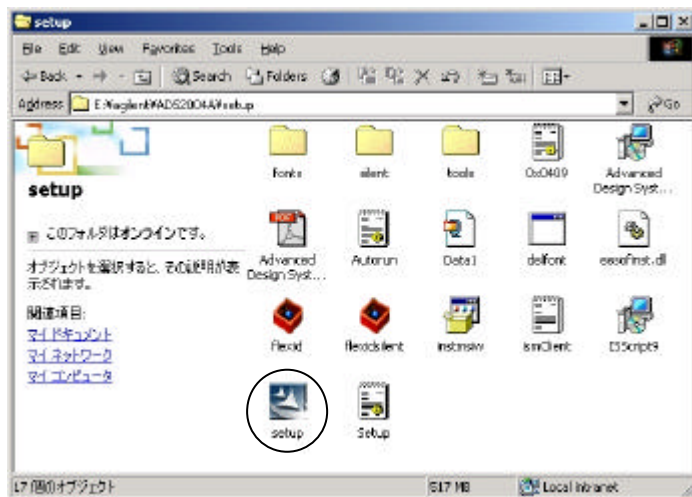 setup
File Edit View Favorites Tools Help
Back Search Folders
Address E:¥agilent¥ADS2004A¥setup Go
setup
このフォルダはオンラインです。
オブジェクトを選択すると、その説明が表
示されます。
関連項目:
マイ ドキュメント
マイ ネットワーク
マイ コンピュータ
fonts silent tools 0x0409 Advanced
Design Syst...
Advanced
Design Syst... Autorun Data1 delfont
flexid flexidsilent instmsiw ismClient ISScript9
setup Setup
17 個のオブジェクト 517 MB Local intranet